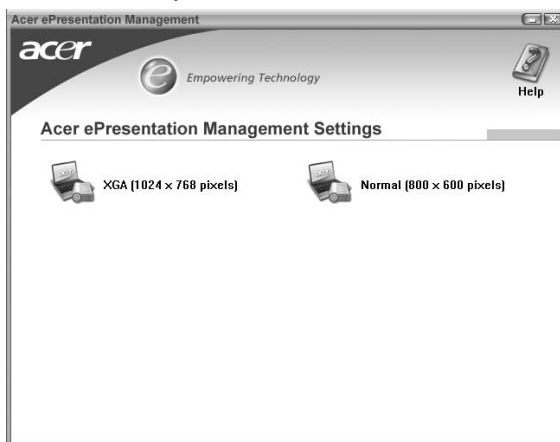 Acer ePresentation Management
acer
e Empowering Technology
Help
Acer ePresentation Management Settings
XGA (1024 x 768 pixels)
Normal (800 x 600 pixels)